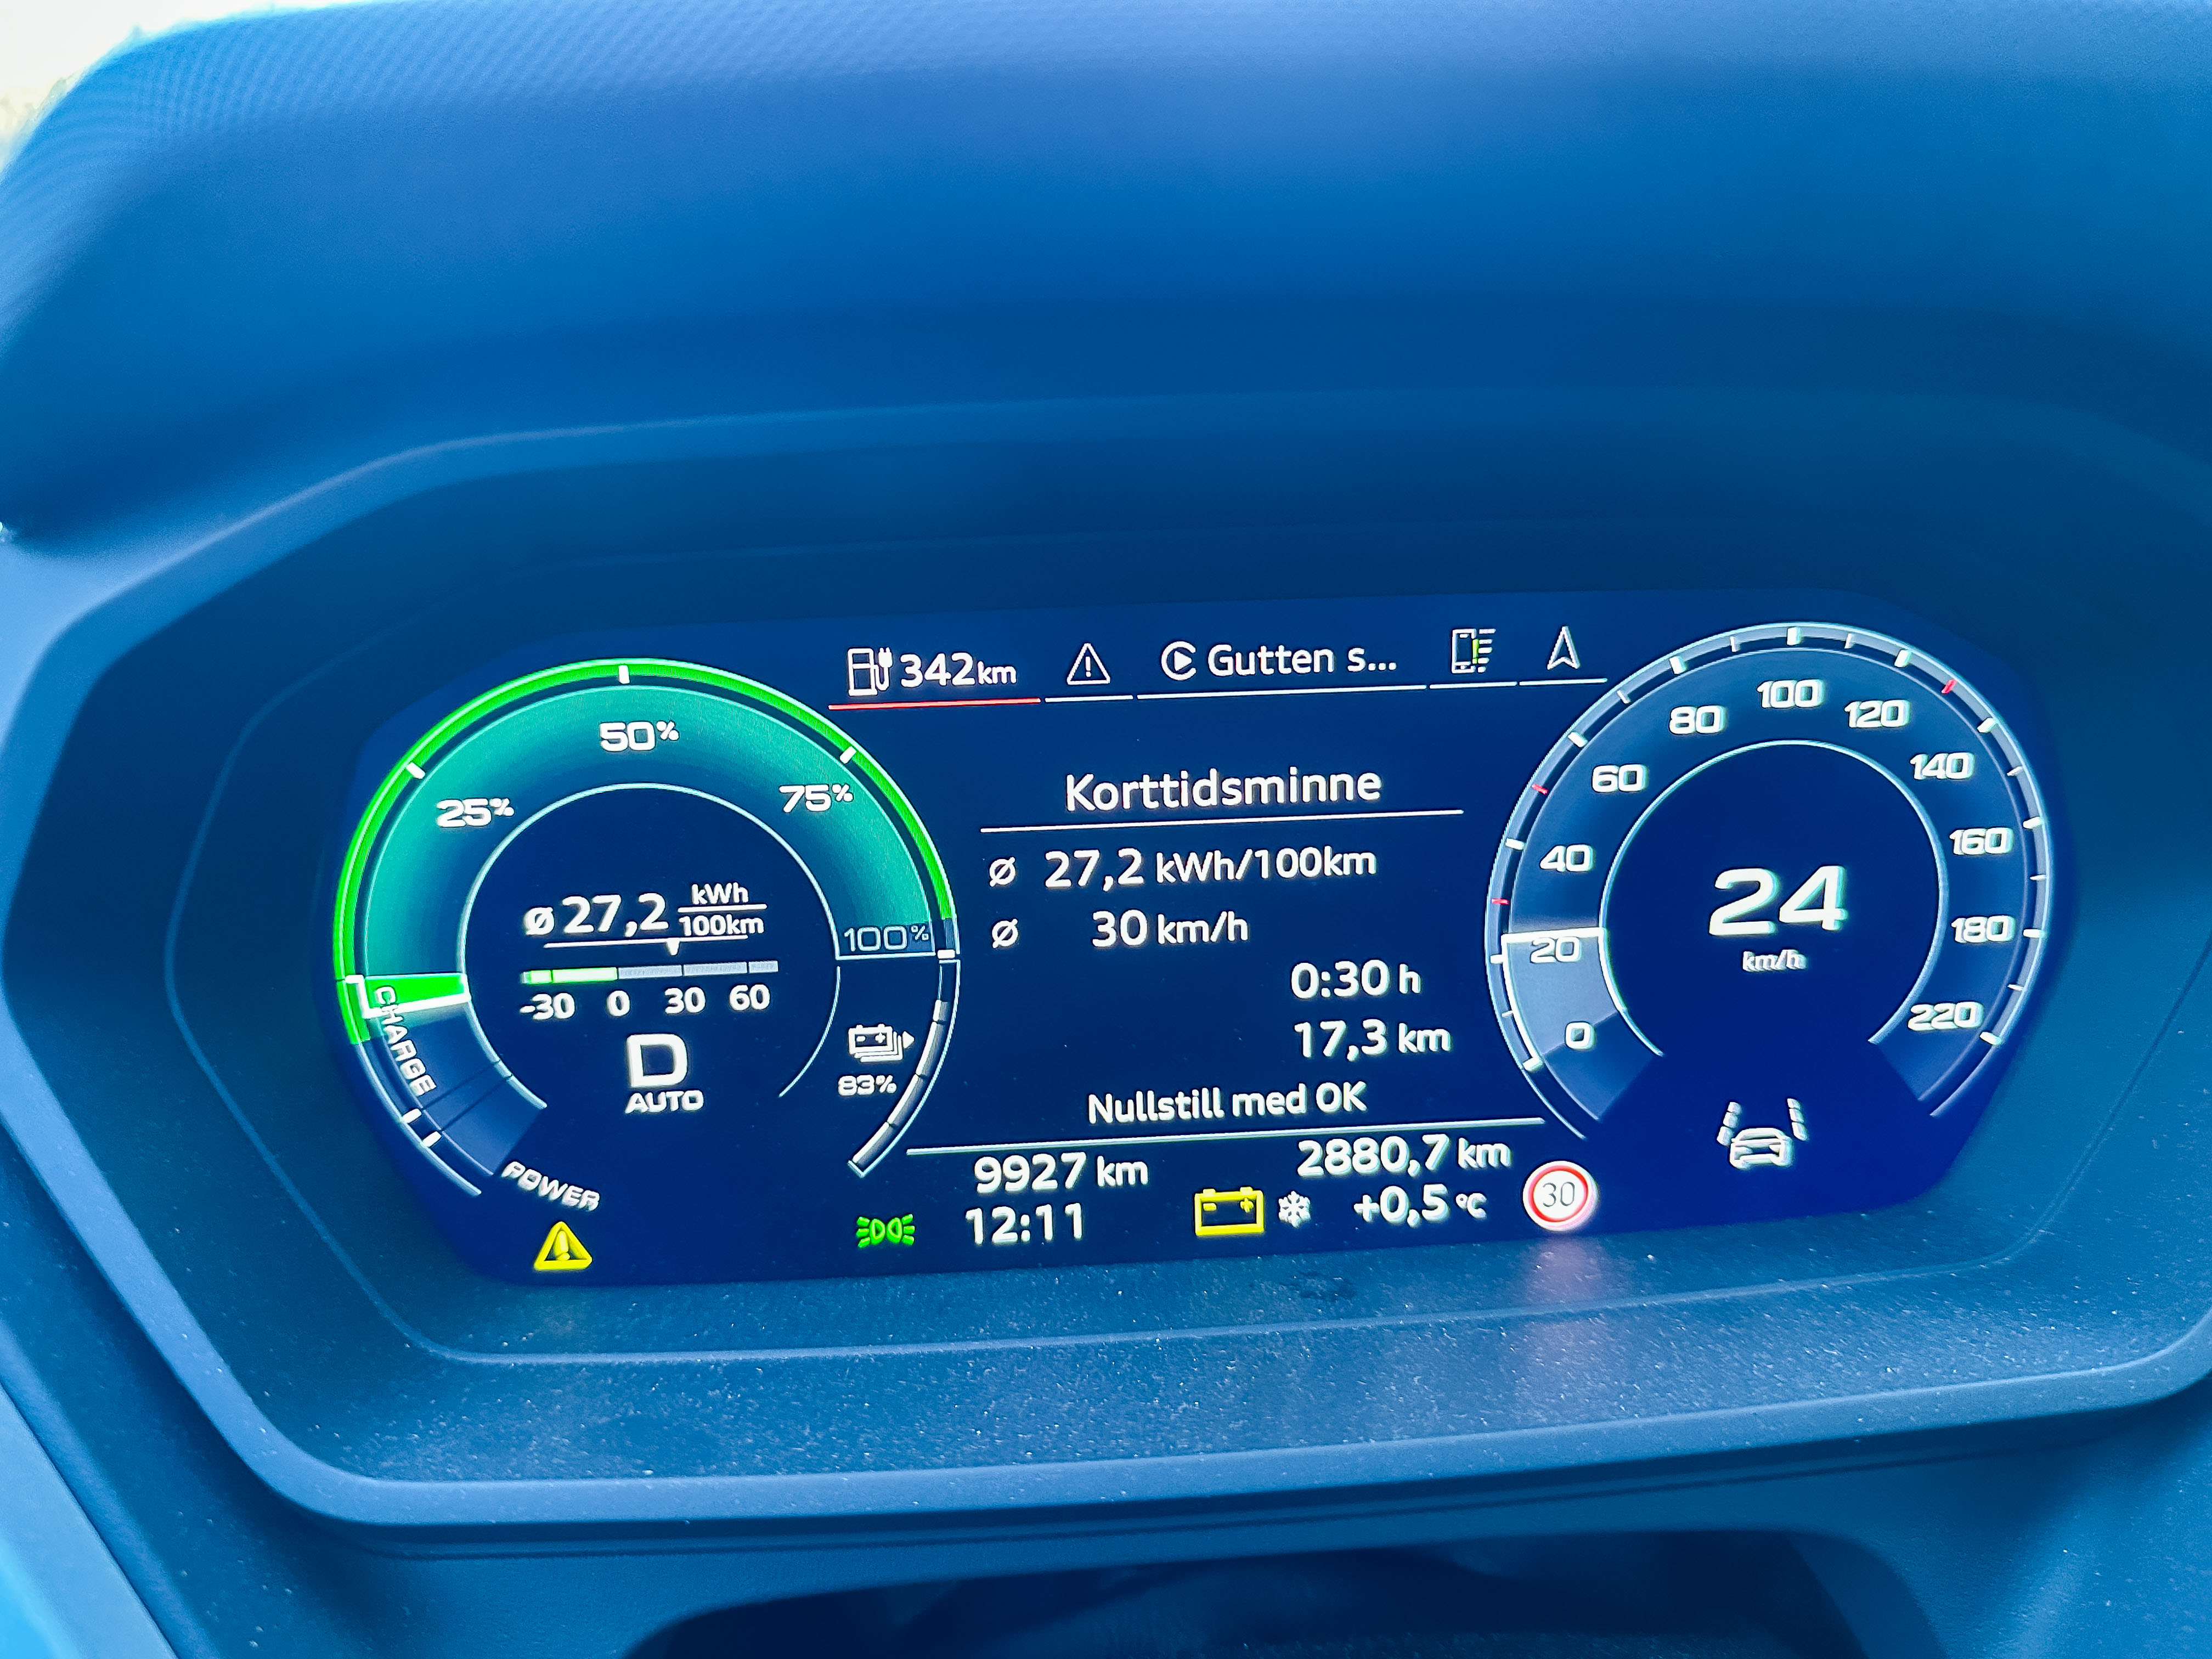 342km
Gutten s...
25%
50%
75%
100%
ø 27,2 kWh/100km
-30 0 30 60
D
AUTO
CHARGE
POWER
83%
Korttidsminne
ø 27,2 kWh/100km
ø 30 km/h
0:30 h
17,3 km
Nullstill med OK
9927 km
2880,7 km
12:11
+0,5 °C
30
0
20
40
60
80
100
120
140
160
180
220
24
km/h